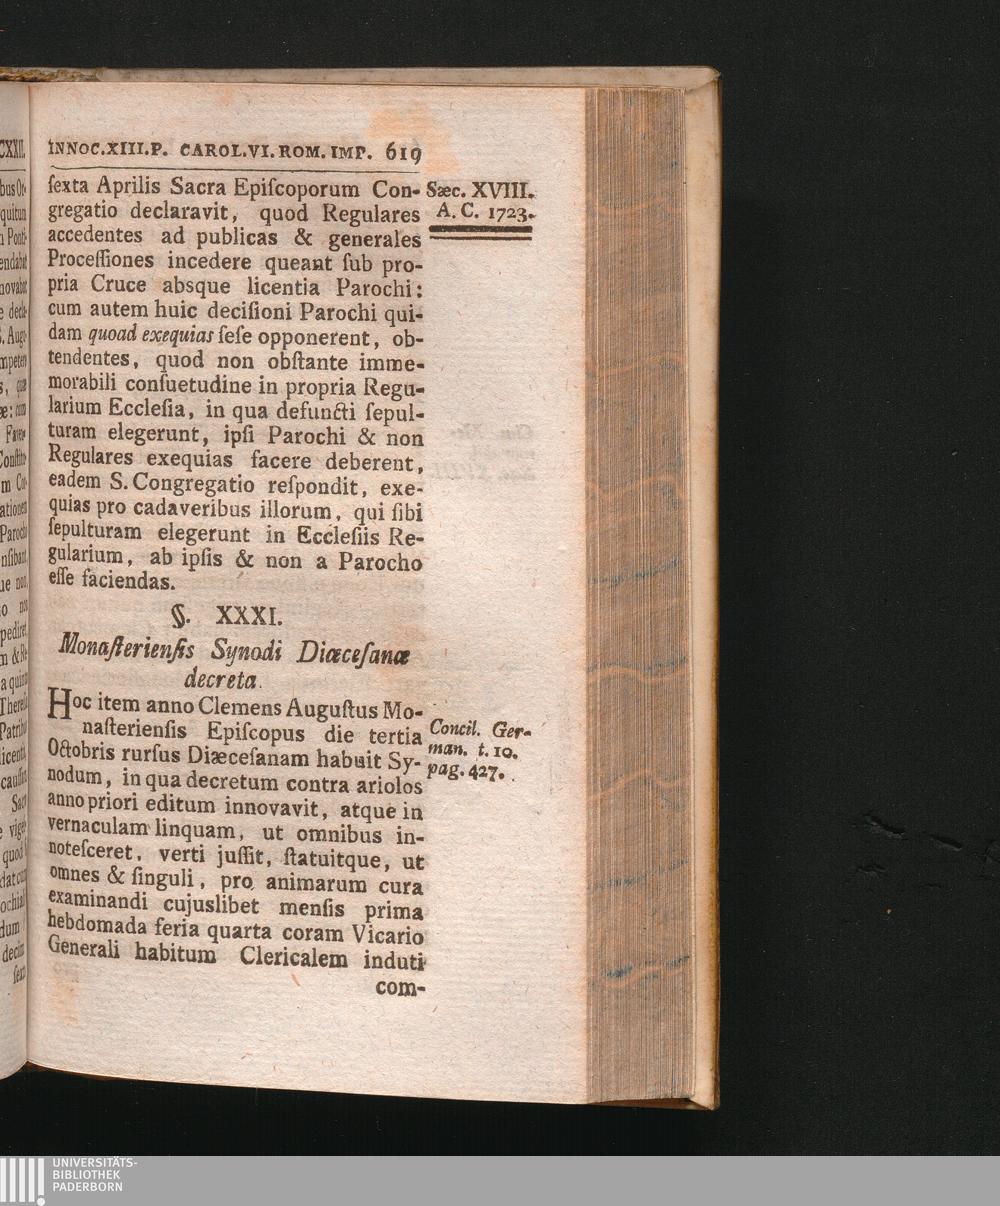 INNOC.XIII.P. CAROL.VI.ROM. IMP. 619
ſexta Aprilis Sacra Epiſcoporum Con-
Sæc. XVIII.
gregatio declaravit, quod Regulares
A. C. 1723.
accedentes ad publicas & generales
Proceſſiones incedere queant ſub pro-
pria Cruce absque licentia Parochi:
cum autem huic deciſioni Parochi qui-
dam quoad exequias ſeſe opponerent, ob-
tendentes, quod non obſtante imme-
morabili conſuetudine in propria Regu-
larium Eccleſia, in qua defuncti ſepul-
turam elegerunt, ipſi Parochi & non
Regulares exequias facere deberent,
eadem S. Congregatio reſpondit, exe-
quias pro cadaveribus illorum, qui ſibi
ſepulturam elegerunt in Eccleſiis Re-
gularium, ab ipſis & non a Parocho
eſſe faciendas.
§. XXXI.
Monaſterienſis Synodi Diœceſanæ
decreta.
Hoc item anno Clemens Auguſtus Mo-
naſterienſis Epiſcopus die tertia
Octobris rurſus Diæceſanam habuit Sy-
nodum, in qua decretum contra ariolos
anno priori editum innovavit, atque in
vernaculam linquam, ut omnibus in-
noteſceret, verti juſſit, ſtatuitque, ut
omnes & ſinguli, pro animarum cura
examinandi cujuslibet menſis prima
hebdomada feria quarta coram Vicario
Generali habitum Clericalem induti
com-
Concil. Ger-
man. t. 10.
pag. 427.
UNIVERSITÄTS-
BIBLIOTHEK
PADERBORN